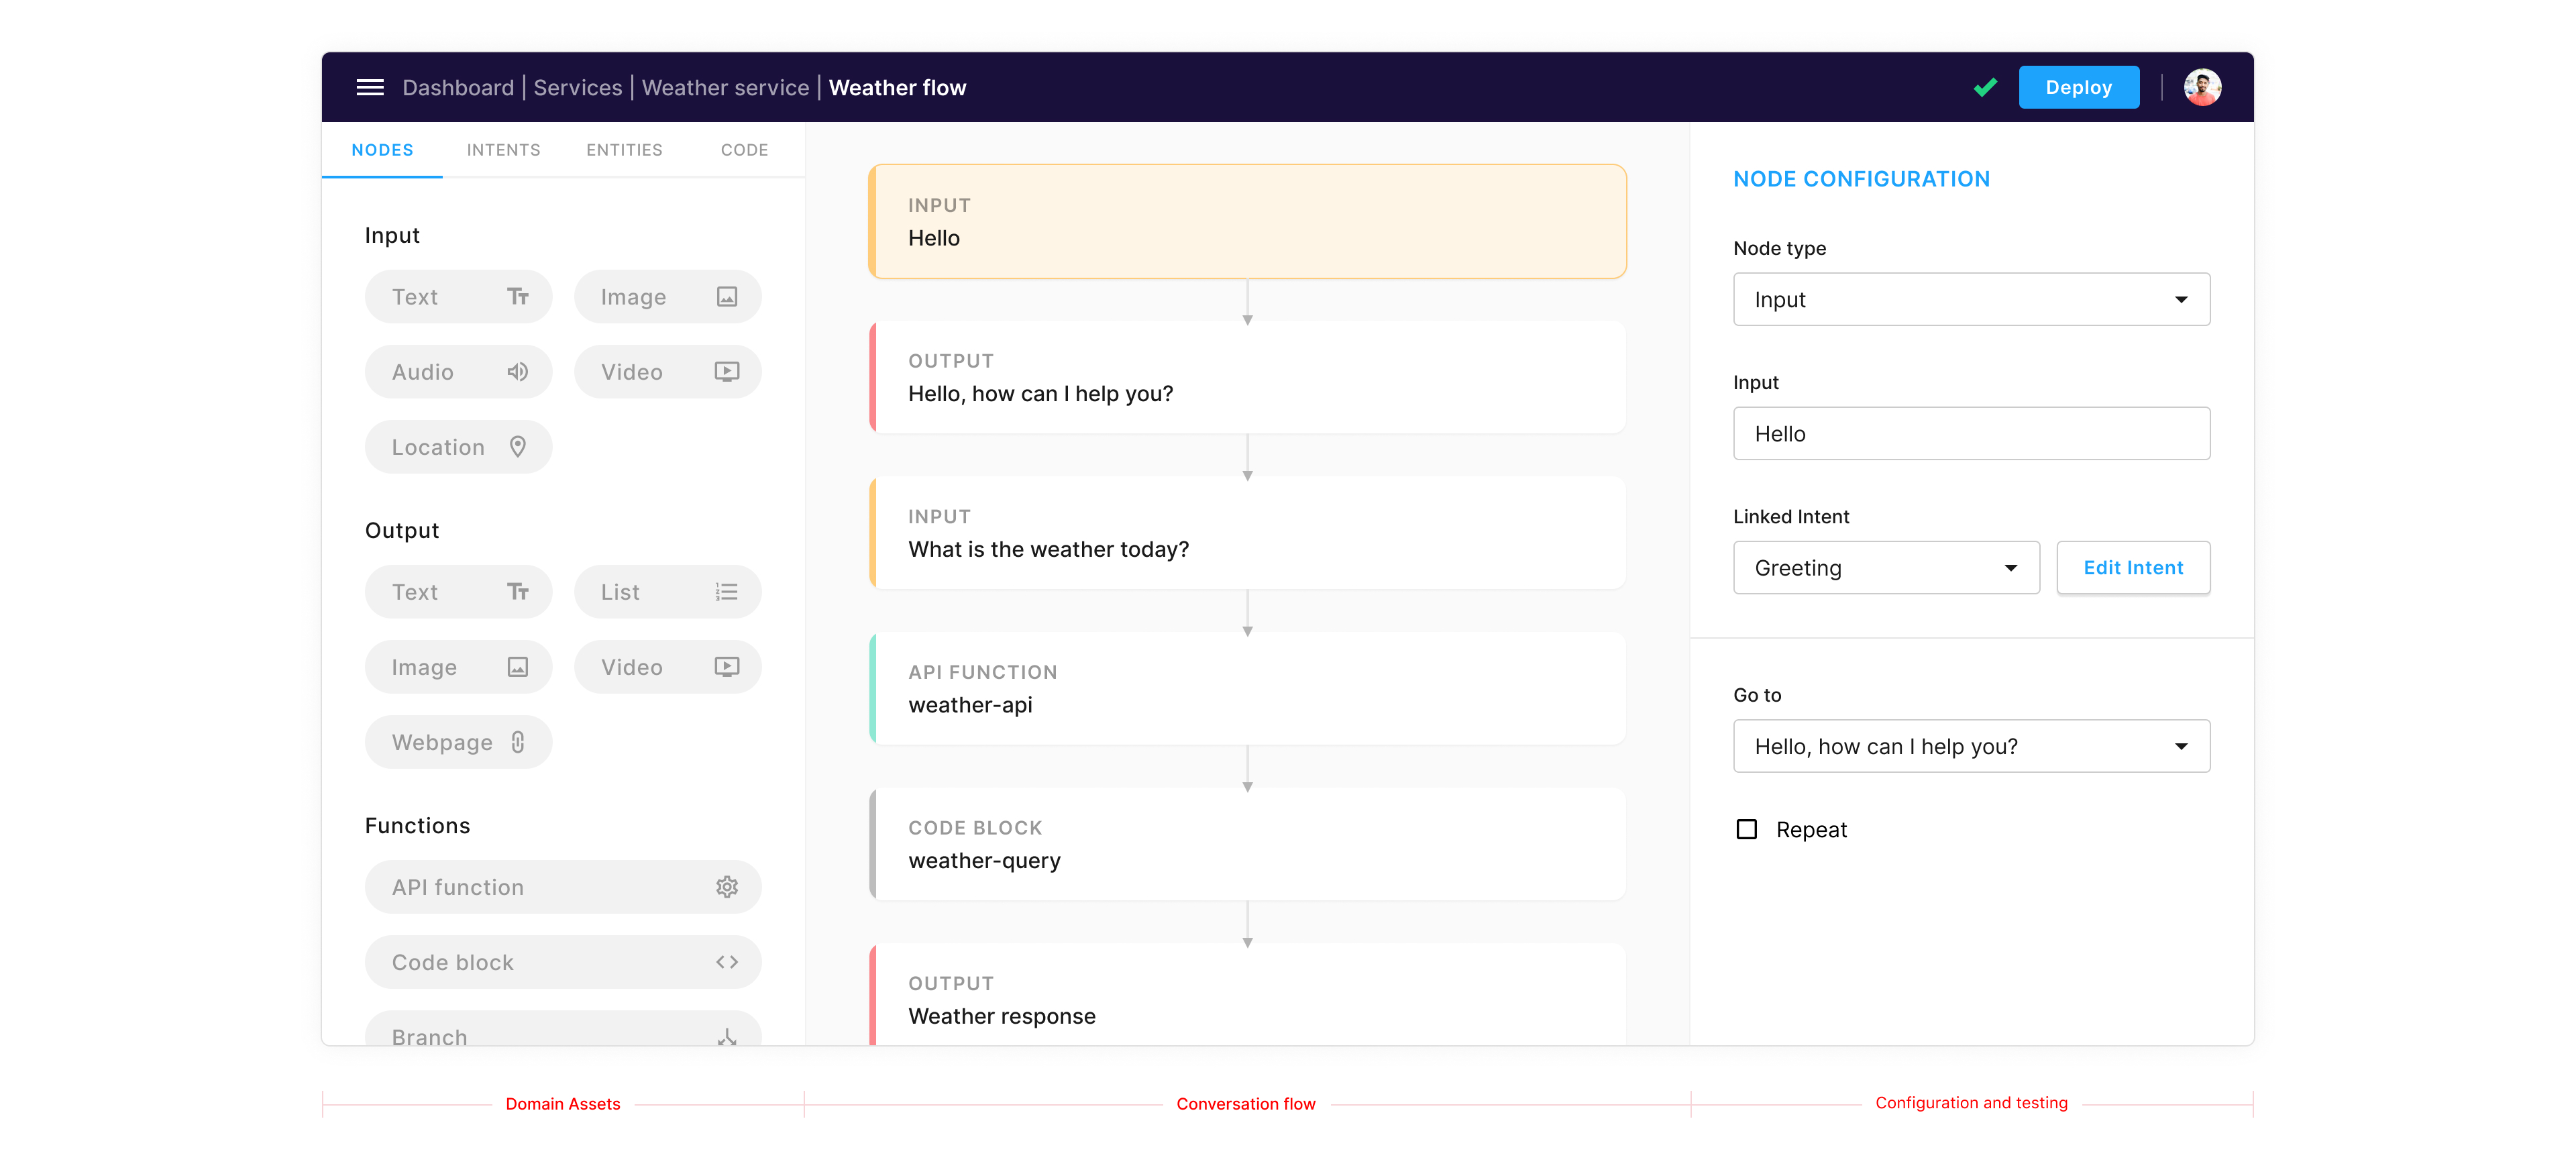 Dashboard | Services | Weather service | Weather flow
Deploy
NODES INTENTS ENTITIES CODE
Input
Text Image
Audio Video
Location
Output
Text List
Image Video
Webpage
Functions
API function
Code block
Branch
INPUT
Hello
OUTPUT
Hello, how can I help you?
INPUT
What is the weather today?
API FUNCTION
weather-api
CODE BLOCK
weather-query
OUTPUT
Weather response
NODE CONFIGURATION
Node type
Input
Input
Hello
Linked Intent
Greeting Edit Intent
Go to
Hello, how can I help you?
Repeat
Domain Assets
Conversation flow
Configuration and testing